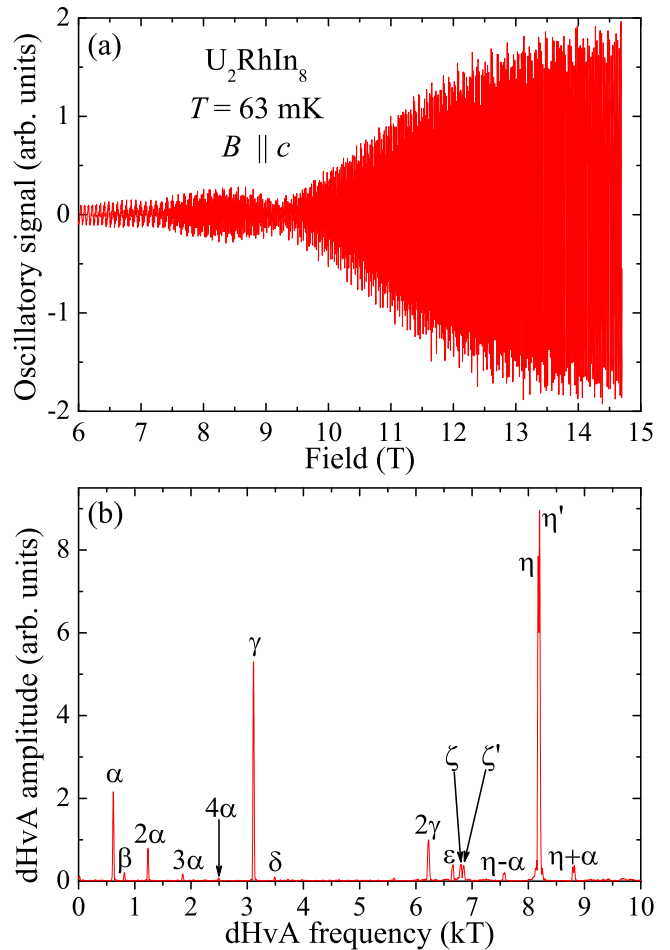 (a)
U₂RhIn₈
T = 63 mK
B || c
Oscillatory signal (arb. units)
2
1
0
-1
-2
6 7 8 9 10 11 12 13 14 15
Field (T)
(b)
dHvA amplitude (arb. units)
8
6
4
2
0
η'
η
γ
ζ ζ'
α
4α
2α
2γ
β 3α δ ε η-α η+α
0 1 2 3 4 5 6 7 8 9 10
dHvA frequency (kT)